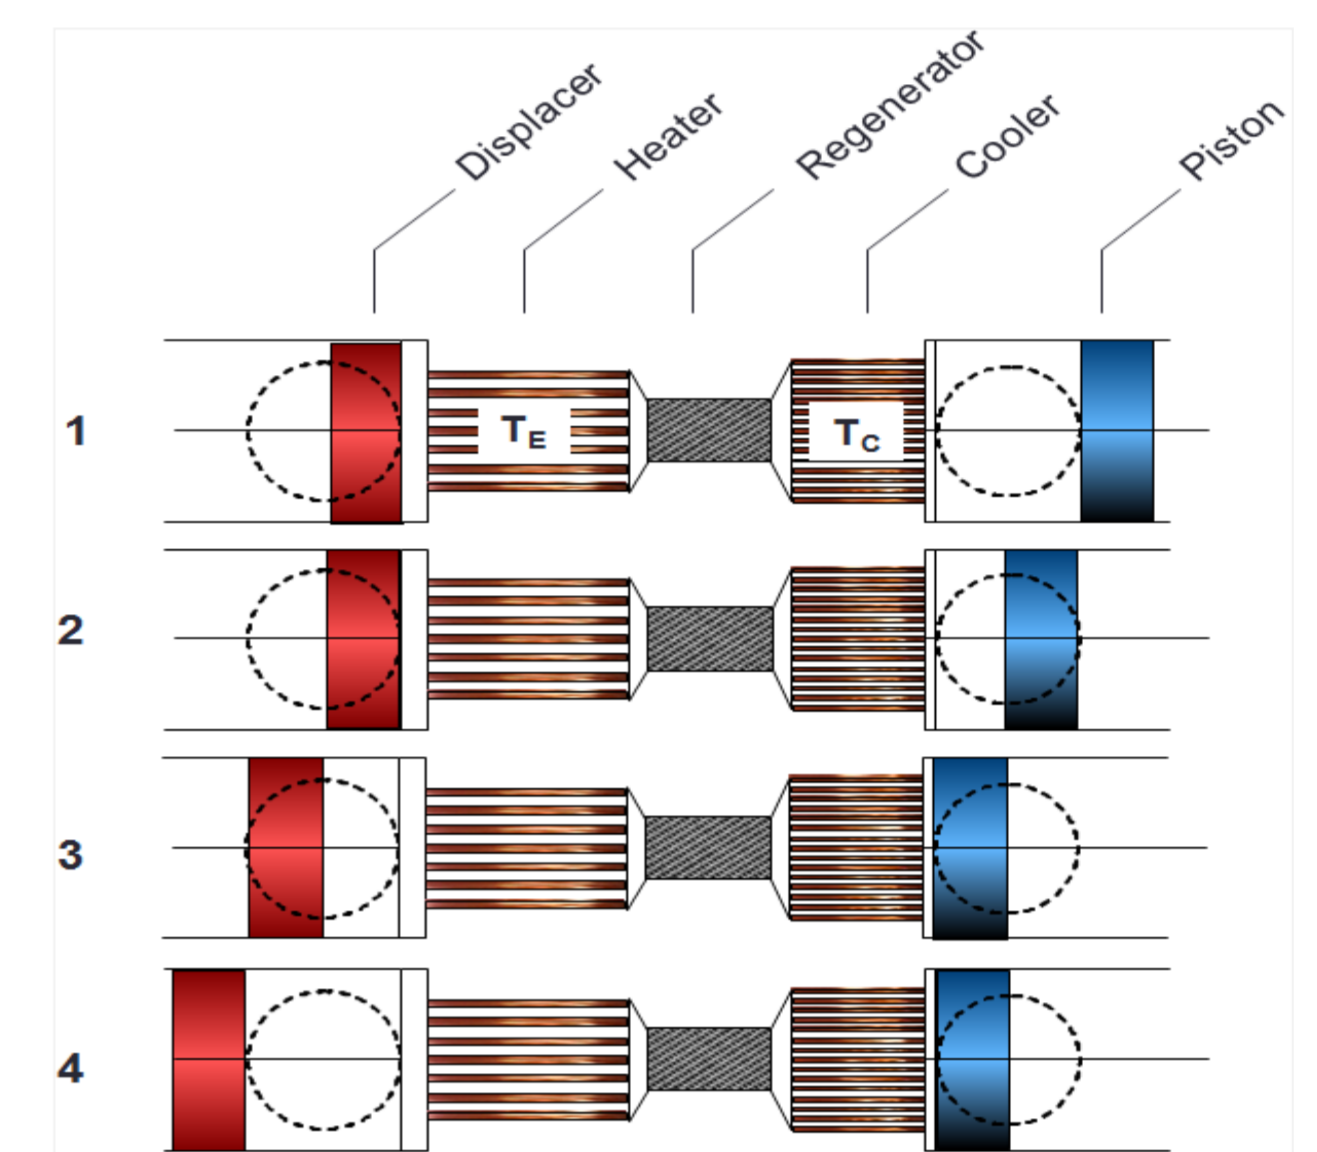 Displacer
Heater
Regenerator
Cooler
Piston
1
TE
TC
2
3
4